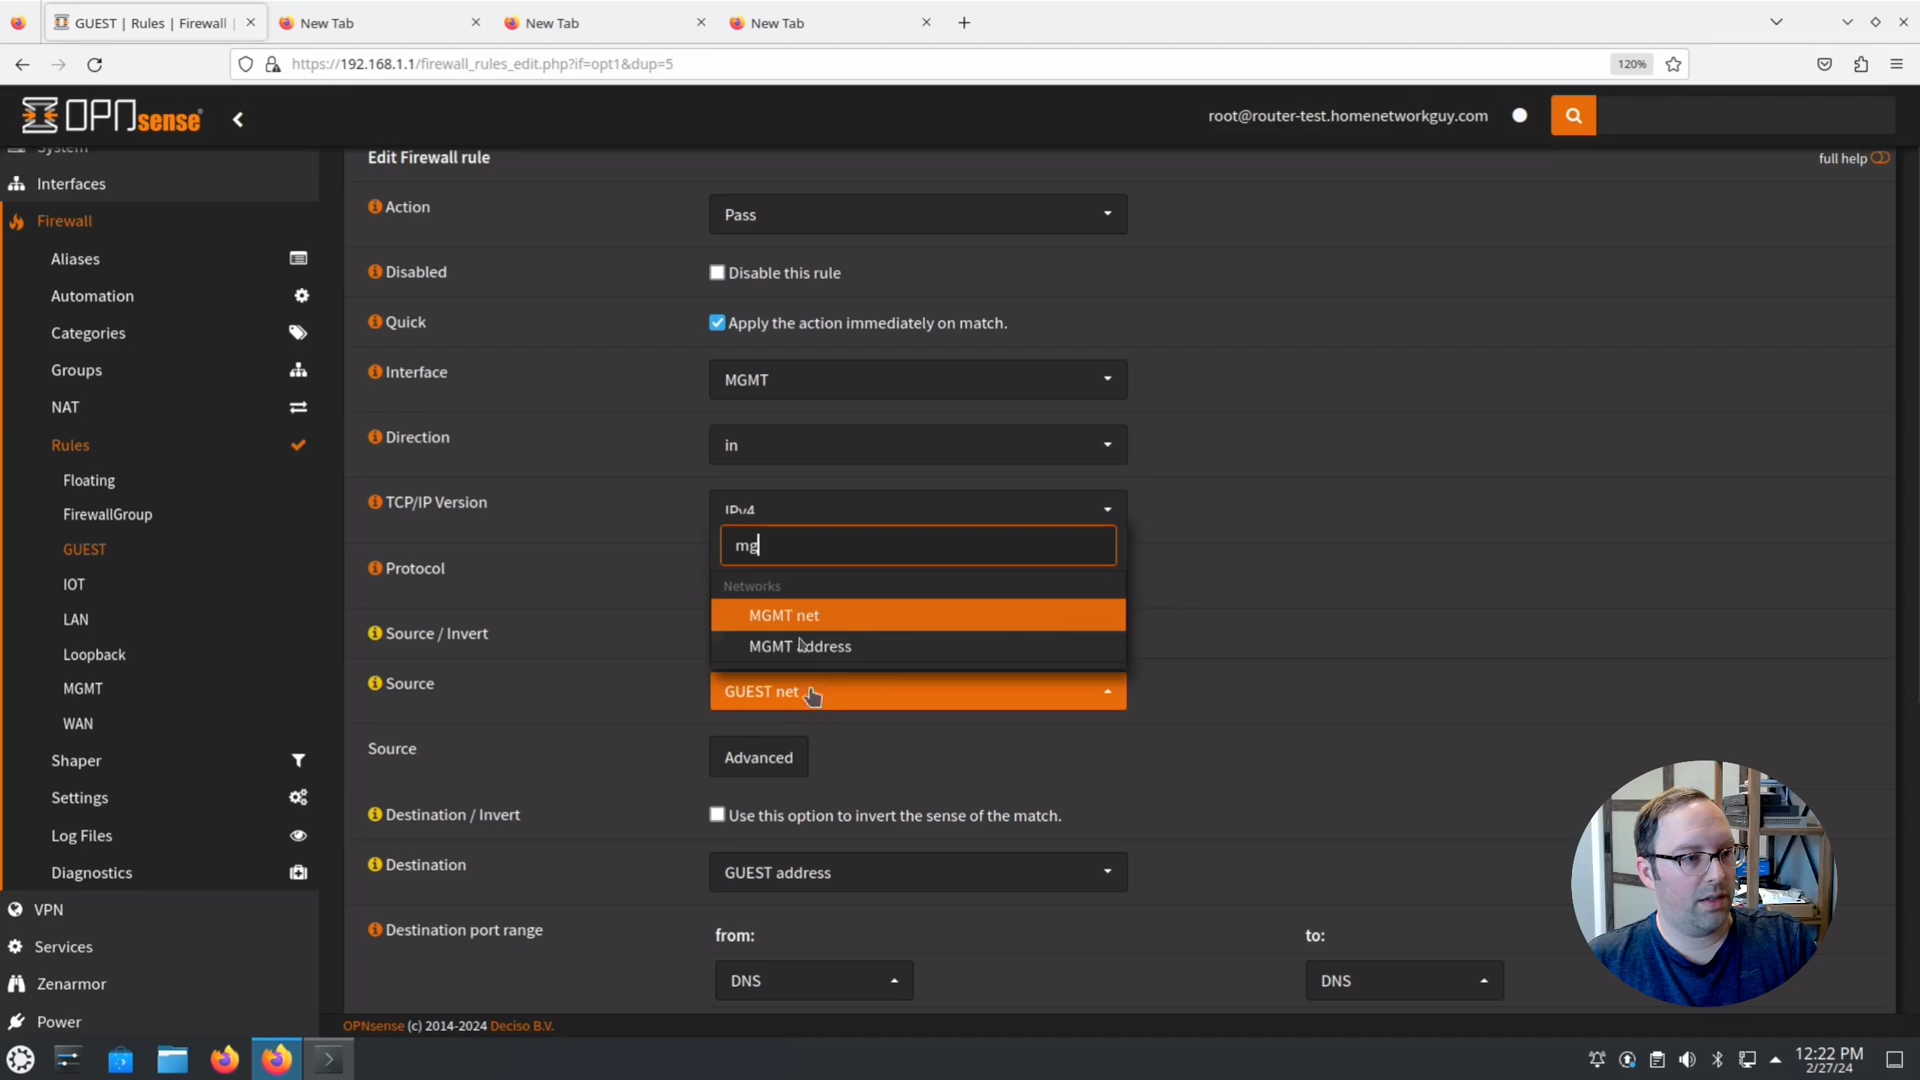 GUEST | Rules | Firewall
New Tab
New Tab
New Tab
https://192.168.1.1/firewall_rules_edit.php?if=opt1&dup=5
120%
OPNsense
root@router-test.homenetworkguy.com
System
Interfaces
Firewall
Aliases
Automation
Categories
Groups
NAT
Rules
Floating
FirewallGroup
GUEST
IOT
LAN
Loopback
MGMT
WAN
Shaper
Settings
Log Files
Diagnostics
VPN
Services
Zenarmor
Power
Edit Firewall rule
full help
Action
Pass
Disabled
Disable this rule
Quick
Apply the action immediately on match.
Interface
MGMT
Direction
in
TCP/IP Version
IPv4
mg
Protocol
Networks
MGMT net
Source / Invert
MGMT address
Source
GUEST net
Source
Advanced
Destination / Invert
Use this option to invert the sense of the match.
Destination
GUEST address
Destination port range
from:
to:
DNS
DNS
OPNsense (c) 2014-2024 Deciso B.V.
12:22 PM
2/27/24